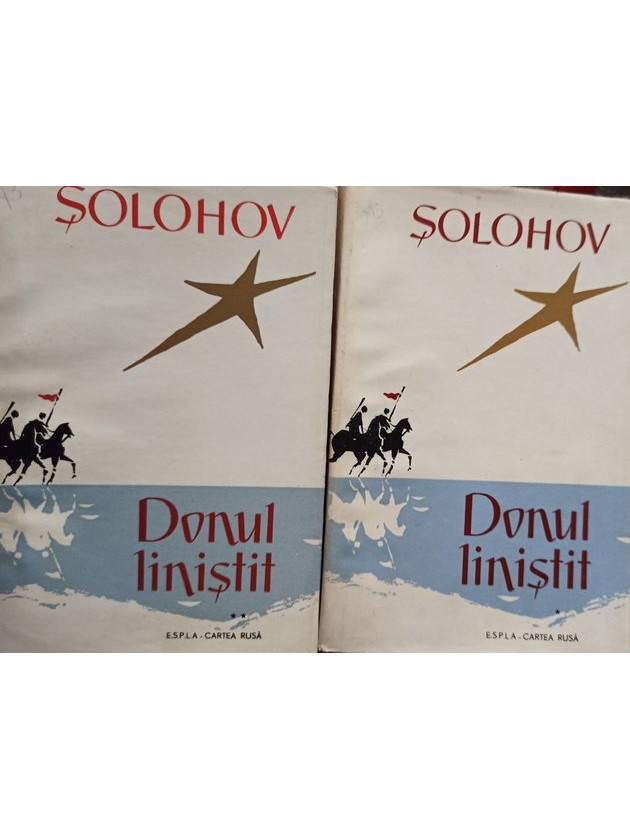 ȘOLOHOV
Donul
liniștit
**
E.S.P.L.A - CARTEA RUSĂ
ȘOLOHOV
Donul
liniștit
*
E.S.P.L.A - CARTEA RUSĂ